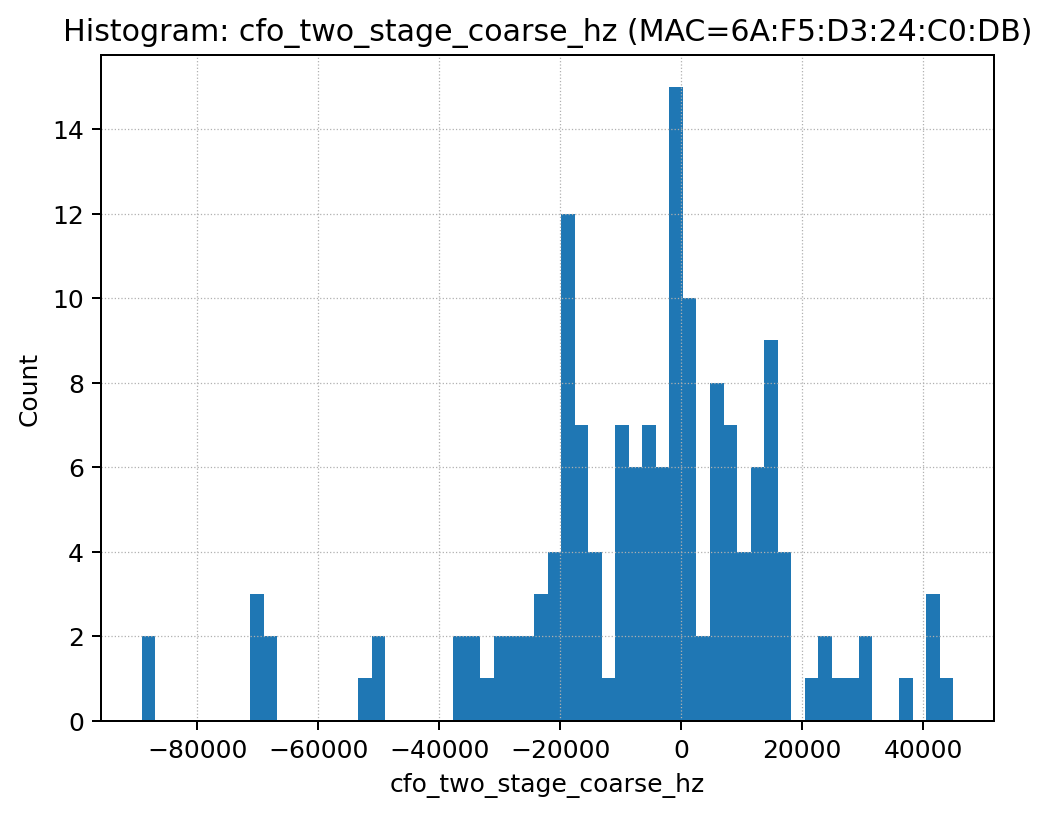 Histogram: cfo_two_stage_coarse_hz (MAC=6A:F5:D3:24:C0:DB)
Count
14
12
10
8
6
4
2
0
−80000 −60000 −40000 −20000 0 20000 40000
cfo_two_stage_coarse_hz